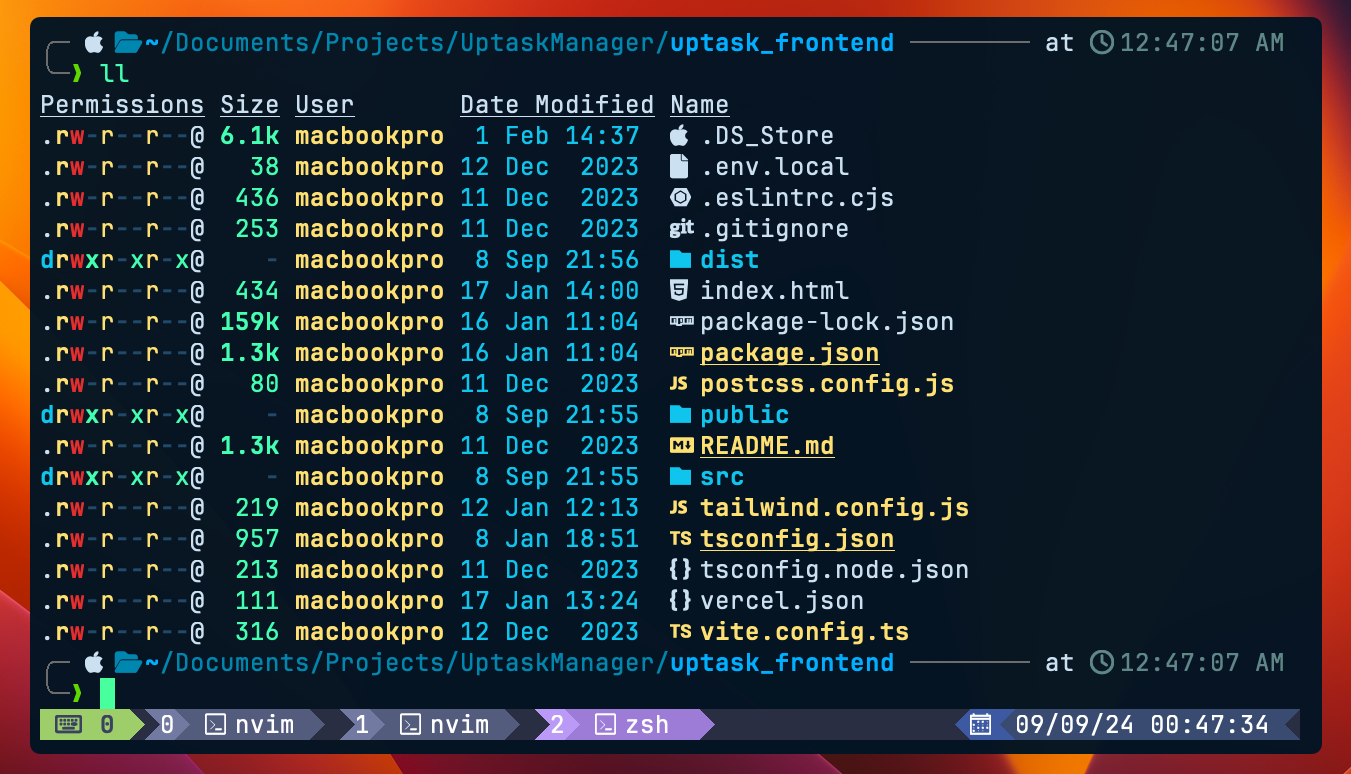 ~/Documents/Projects/UptaskManager/uptask_frontend at 12:47:07 AM
❯ ll
Permissions Size User Date Modified Name
.rw-r--r--@ 6.1k macbookpro 1 Feb 14:37 .DS_Store
.rw-r--r--@ 38 macbookpro 12 Dec 2023 .env.local
.rw-r--r--@ 436 macbookpro 11 Dec 2023 .eslintrc.cjs
.rw-r--r--@ 253 macbookpro 11 Dec 2023 git .gitignore
drwxr-xr-x@ - macbookpro 8 Sep 21:56 dist
.rw-r--r--@ 434 macbookpro 17 Jan 14:00 5 index.html
.rw-r--r--@ 159k macbookpro 16 Jan 11:04 npm package-lock.json
.rw-r--r--@ 1.3k macbookpro 16 Jan 11:04 npm package.json
.rw-r--r--@ 80 macbookpro 11 Dec 2023 JS postcss.config.js
drwxr-xr-x@ - macbookpro 8 Sep 21:55 public
.rw-r--r--@ 1.3k macbookpro 11 Dec 2023 M↓ README.md
drwxr-xr-x@ - macbookpro 8 Sep 21:55 src
.rw-r--r--@ 219 macbookpro 12 Jan 12:13 JS tailwind.config.js
.rw-r--r--@ 957 macbookpro 8 Jan 18:51 TS tsconfig.json
.rw-r--r--@ 213 macbookpro 11 Dec 2023 {} tsconfig.node.json
.rw-r--r--@ 111 macbookpro 17 Jan 13:24 {} vercel.json
.rw-r--r--@ 316 macbookpro 12 Dec 2023 TS vite.config.ts
~/Documents/Projects/UptaskManager/uptask_frontend at 12:47:07 AM
❯
0 0 nvim 1 nvim 2 zsh 09/09/24 00:47:34